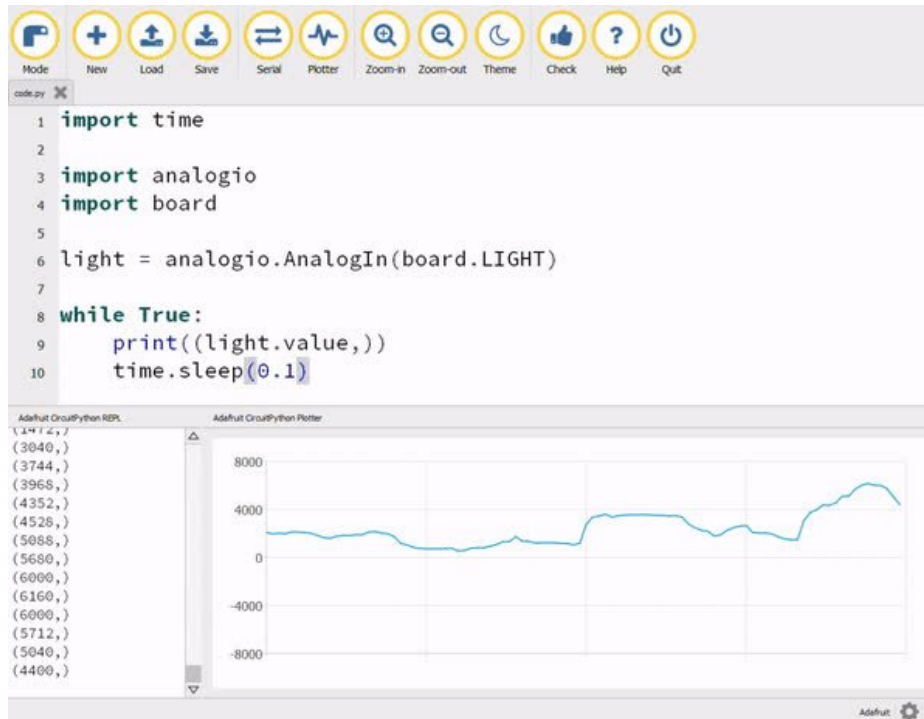 Mode New Load Save Serial Plotter Zoom-in Zoom-out Theme Check Help Quit
code.py
1 import time
2
3 import analogio
4 import board
5
6 light = analogio.AnalogIn(board.LIGHT)
7
8 while True:
9     print((light.value,))
10     time.sleep(0.1)
Adafruit CircuitPython REPL
(1472,)
(3040,)
(3744,)
(3968,)
(4352,)
(4528,)
(5088,)
(5680,)
(6000,)
(6160,)
(6000,)
(5712,)
(5040,)
(4400,)
Adafruit CircuitPython Plotter
8000
4000
0
-4000
-8000
Adafruit